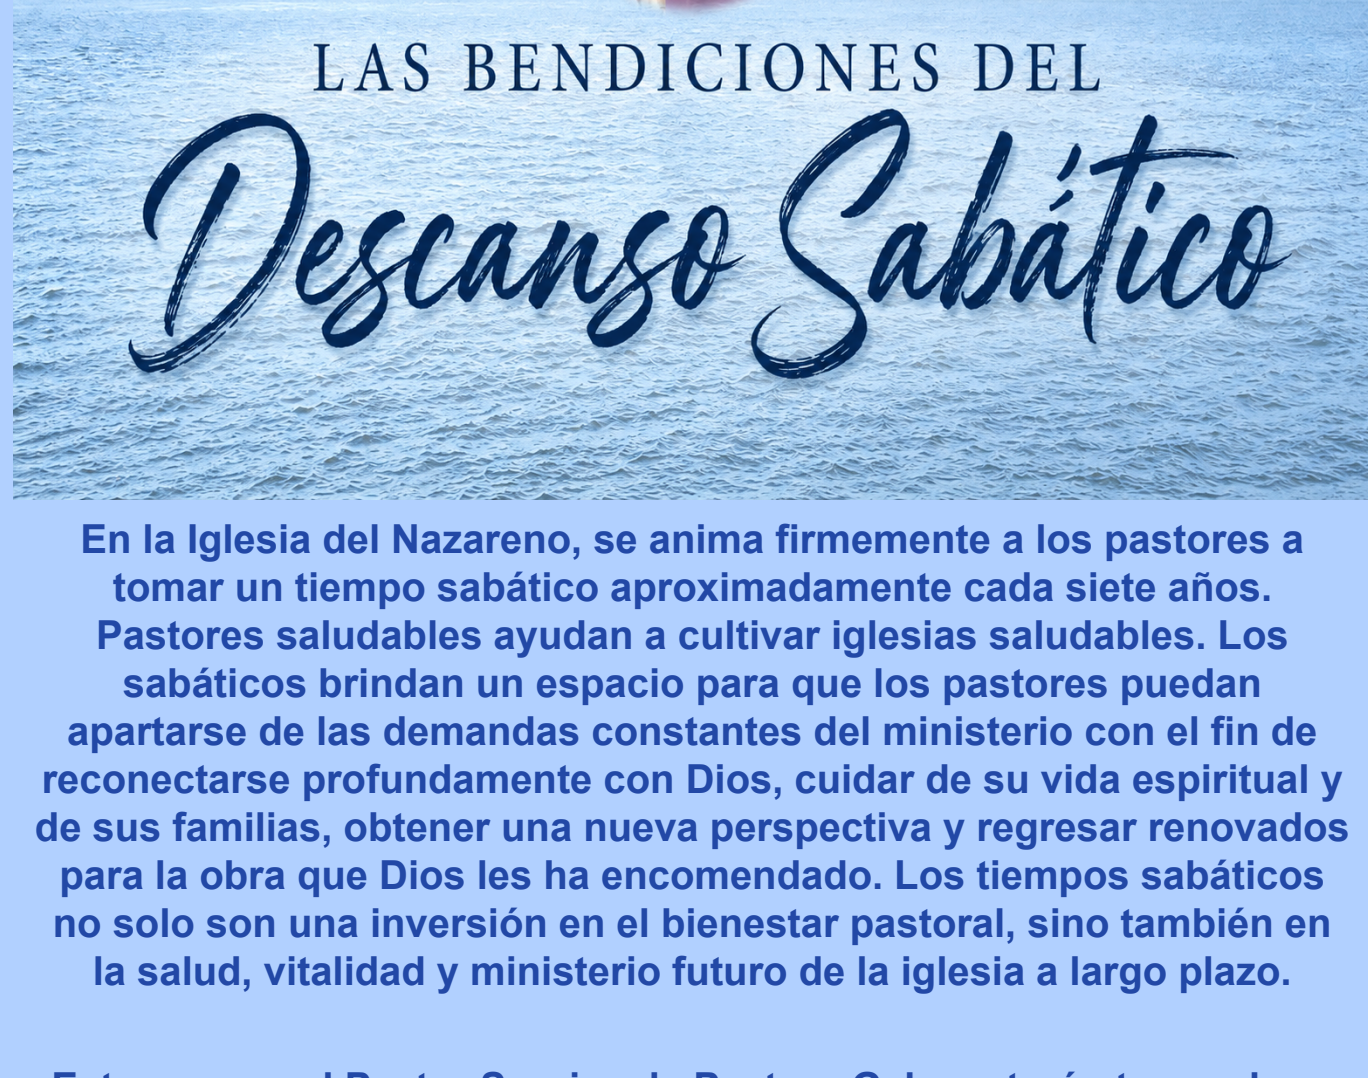 LAS BENDICIONES DEL
Descanso Sabático
En la Iglesia del Nazareno, se anima firmemente a los pastores a
tomar un tiempo sabático aproximadamente cada siete años.
Pastores saludables ayudan a cultivar iglesias saludables. Los
sabáticos brindan un espacio para que los pastores puedan
apartarse de las demandas constantes del ministerio con el fin de
reconectarse profundamente con Dios, cuidar de su vida espiritual y
de sus familias, obtener una nueva perspectiva y regresar renovados
para la obra que Dios les ha encomendado. Los tiempos sabáticos
no solo son una inversión en el bienestar pastoral, sino también en
la salud, vitalidad y ministerio futuro de la iglesia a largo plazo.